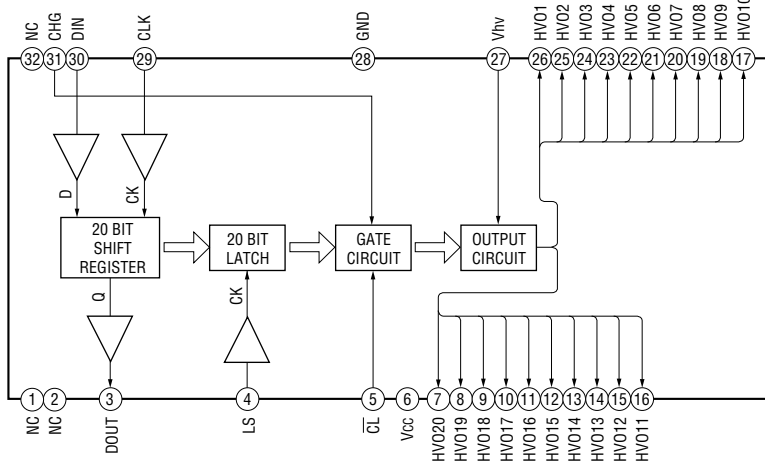 NC
CHG
DIN
CLK
GND
Vhv
HVO1
HVO2
HVO3
HVO4
HVO5
HVO6
HVO7
HVO8
HVO9
HVO10
32 31 30 29 28 27 26 25 24 23 22 21 20 19 18 17
D
CK
20 BIT
SHIFT
REGISTER
20 BIT
LATCH
GATE
CIRCUIT
OUTPUT
CIRCUIT
Q
CK
1 2 3 4 5 6 7 8 9 10 11 12 13 14 15 16
NC
NC
DOUT
LS
C̅L̅
Vcc
HVO20
HVO19
HVO18
HVO17
HVO16
HVO15
HVO14
HVO13
HVO12
HVO11